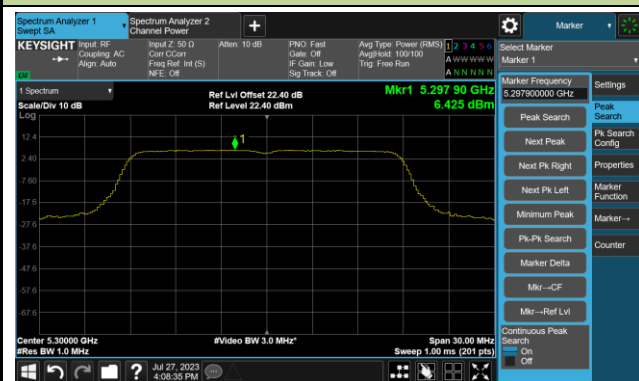 Spectrum Analyzer 1
Swept SA
Spectrum Analyzer 2
Channel Power
+
Marker
KEYSIGHT
Input: RF
Coupling: AC
Align: Auto
Input Z: 50 Ω
Corr CCorr
Freq Ref: Int (S)
NFE: Off
Atten: 10 dB
PNO: Fast
Gate: Off
IF Gain: Low
Sig Track: Off
Avg Type: Power (RMS)
Avg|Hold: 100/100
Trig: Free Run
1 2 3 4 5 6
A W W W W W
A N N N N N
LXI
Select Marker
Marker 1
1 Spectrum
Scale/Div 10 dB
Log
Ref Lvl Offset 22.40 dB
Ref Level 22.40 dBm
Mkr1 5.297 90 GHz
6.425 dBm
12.4
2.40
-7.60
-17.6
-27.6
-37.6
-47.6
-57.6
-67.6
1
Center 5.30000 GHz
#Res BW 1.0 MHz
#Video BW 3.0 MHz*
Span 30.00 MHz
Sweep 1.00 ms (201 pts)
Marker Frequency
5.297900000 GHz
Peak Search
Next Peak
Next Pk Right
Next Pk Left
Minimum Peak
Pk-Pk Search
Marker Delta
Mkr→CF
Mkr→Ref Lvl
Continuous Peak
Search
On
Off
Settings
Peak
Search
Pk Search
Config
Properties
Marker
Function
Marker→
Counter
?
Jul 27, 2023
4:08:35 PM